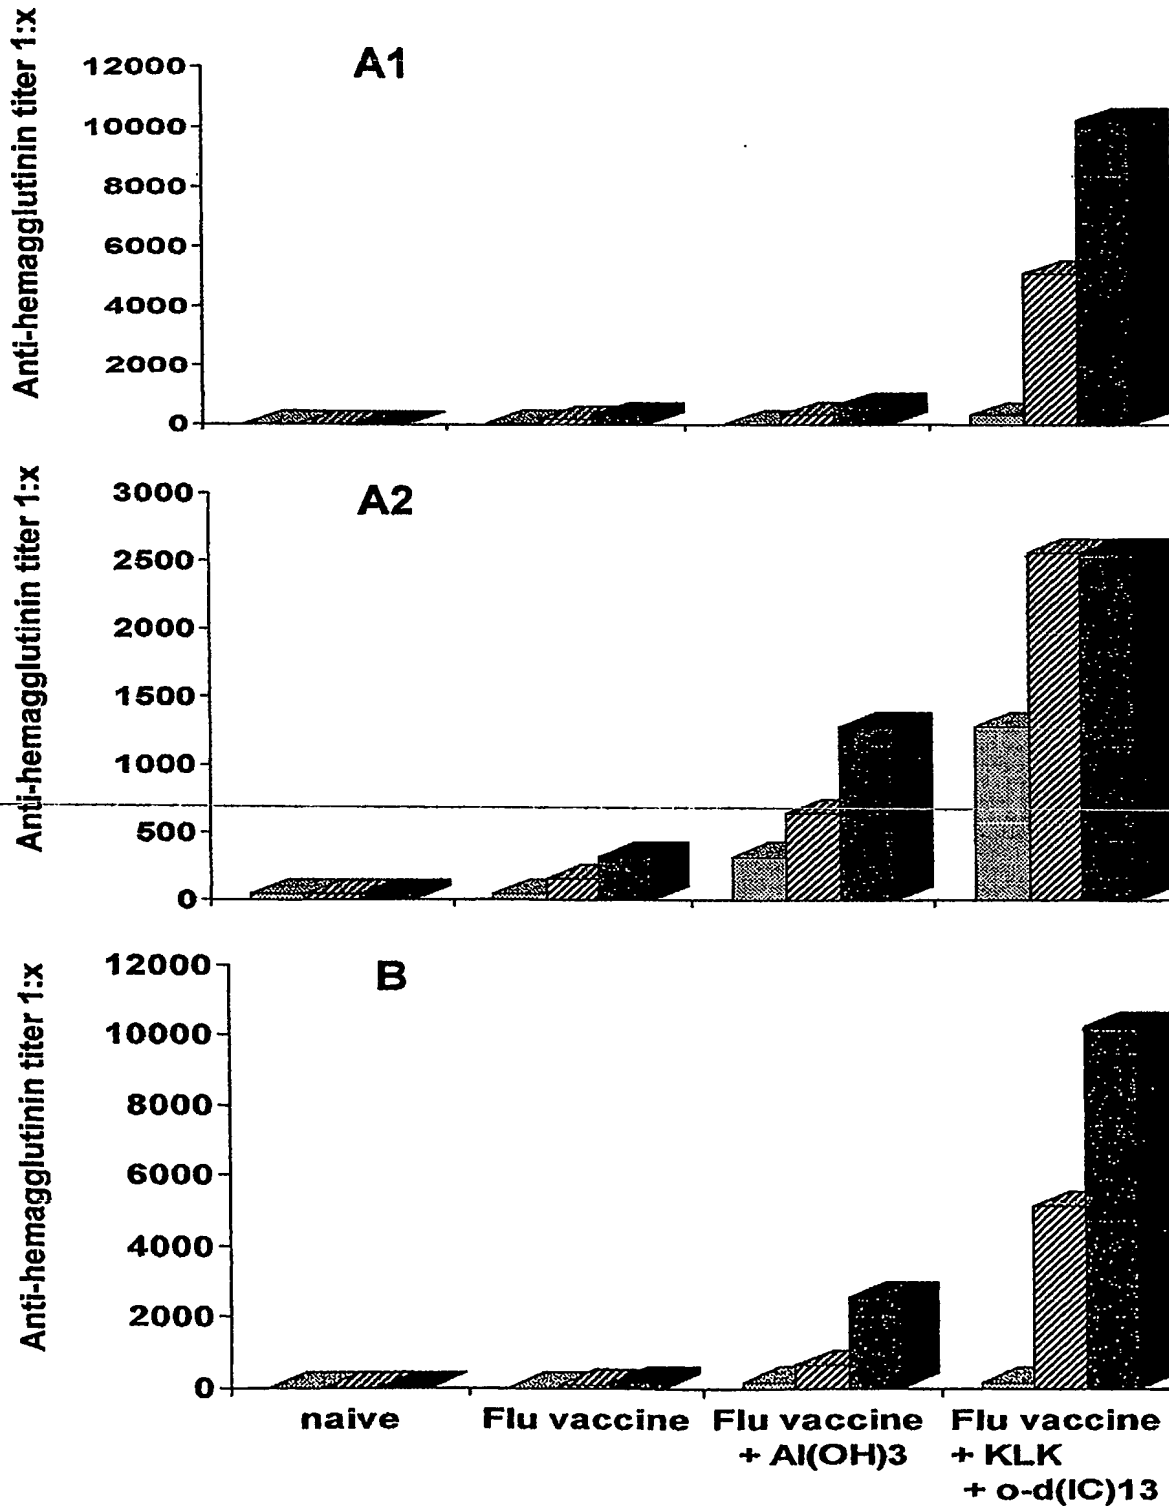 Anti-hemagglutinin titer 1:x
A1
12000
10000
8000
6000
4000
2000
0
Anti-hemagglutinin titer 1:x
A2
3000
2500
2000
1500
1000
500
0
Anti-hemagglutinin titer 1:x
B
12000
10000
8000
6000
4000
2000
0
naive
Flu vaccine
Flu vaccine
+ Al(OH)3
Flu vaccine
+ KLK
+ o-d(IC)13